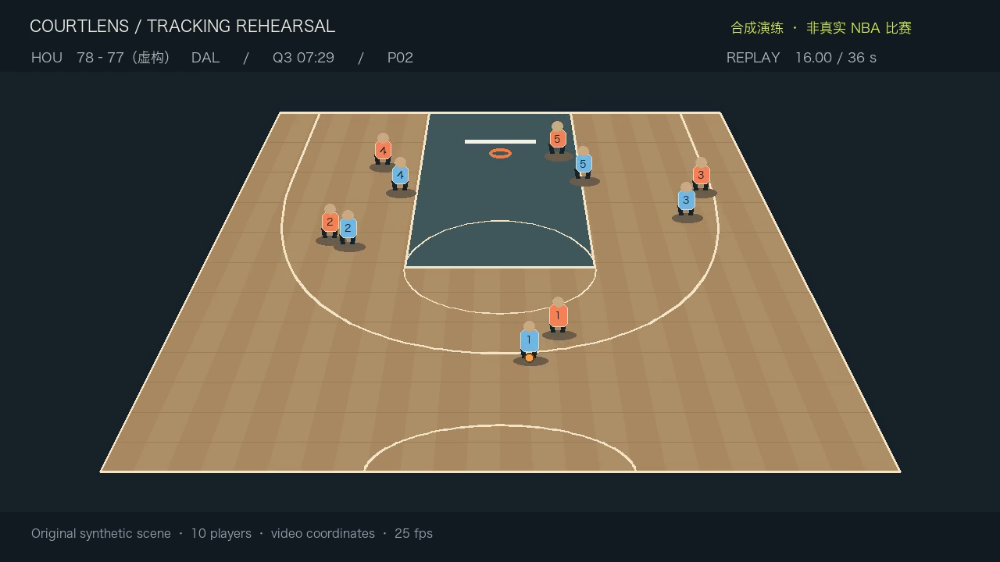 COURTLENS / TRACKING REHEARSAL
合成演练 · 非真实 NBA 比赛
HOU 78 - 77（虚构） DAL / Q3 07:29 / P02
REPLAY 16.00 / 36 s
4
5
5
4
3
3
2
2
1
1
Original synthetic scene · 10 players · video coordinates · 25 fps